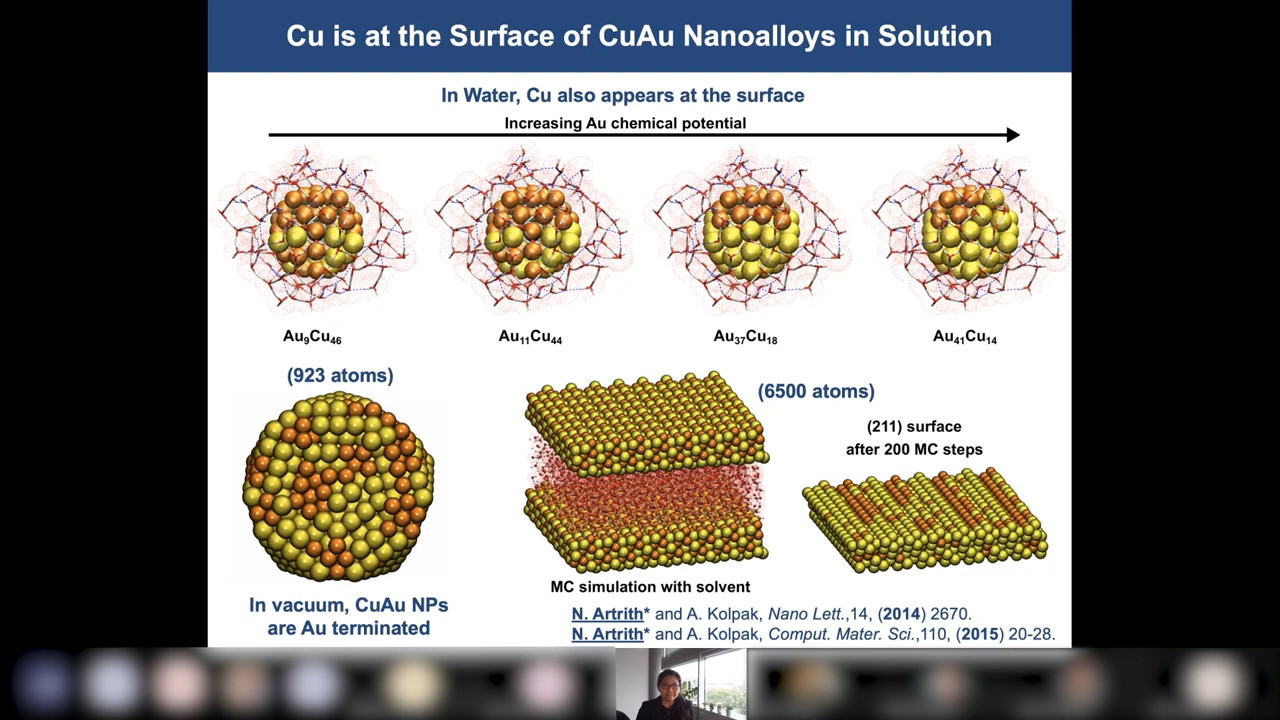 Cu is at the Surface of CuAu Nanoalloys in Solution
In Water, Cu also appears at the surface
Increasing Au chemical potential
Au₉Cu₄₆
Au₁₁Cu₄₄
Au₃₇Cu₁₈
Au₄₁Cu₁₄
(923 atoms)
(6500 atoms)
(211) surface
after 200 MC steps
MC simulation with solvent
In vacuum, CuAu NPs
are Au terminated
N. Artrith* and A. Kolpak, Nano Lett.,14, (2014) 2670.
N. Artrith* and A. Kolpak, Comput. Mater. Sci.,110, (2015) 20-28.